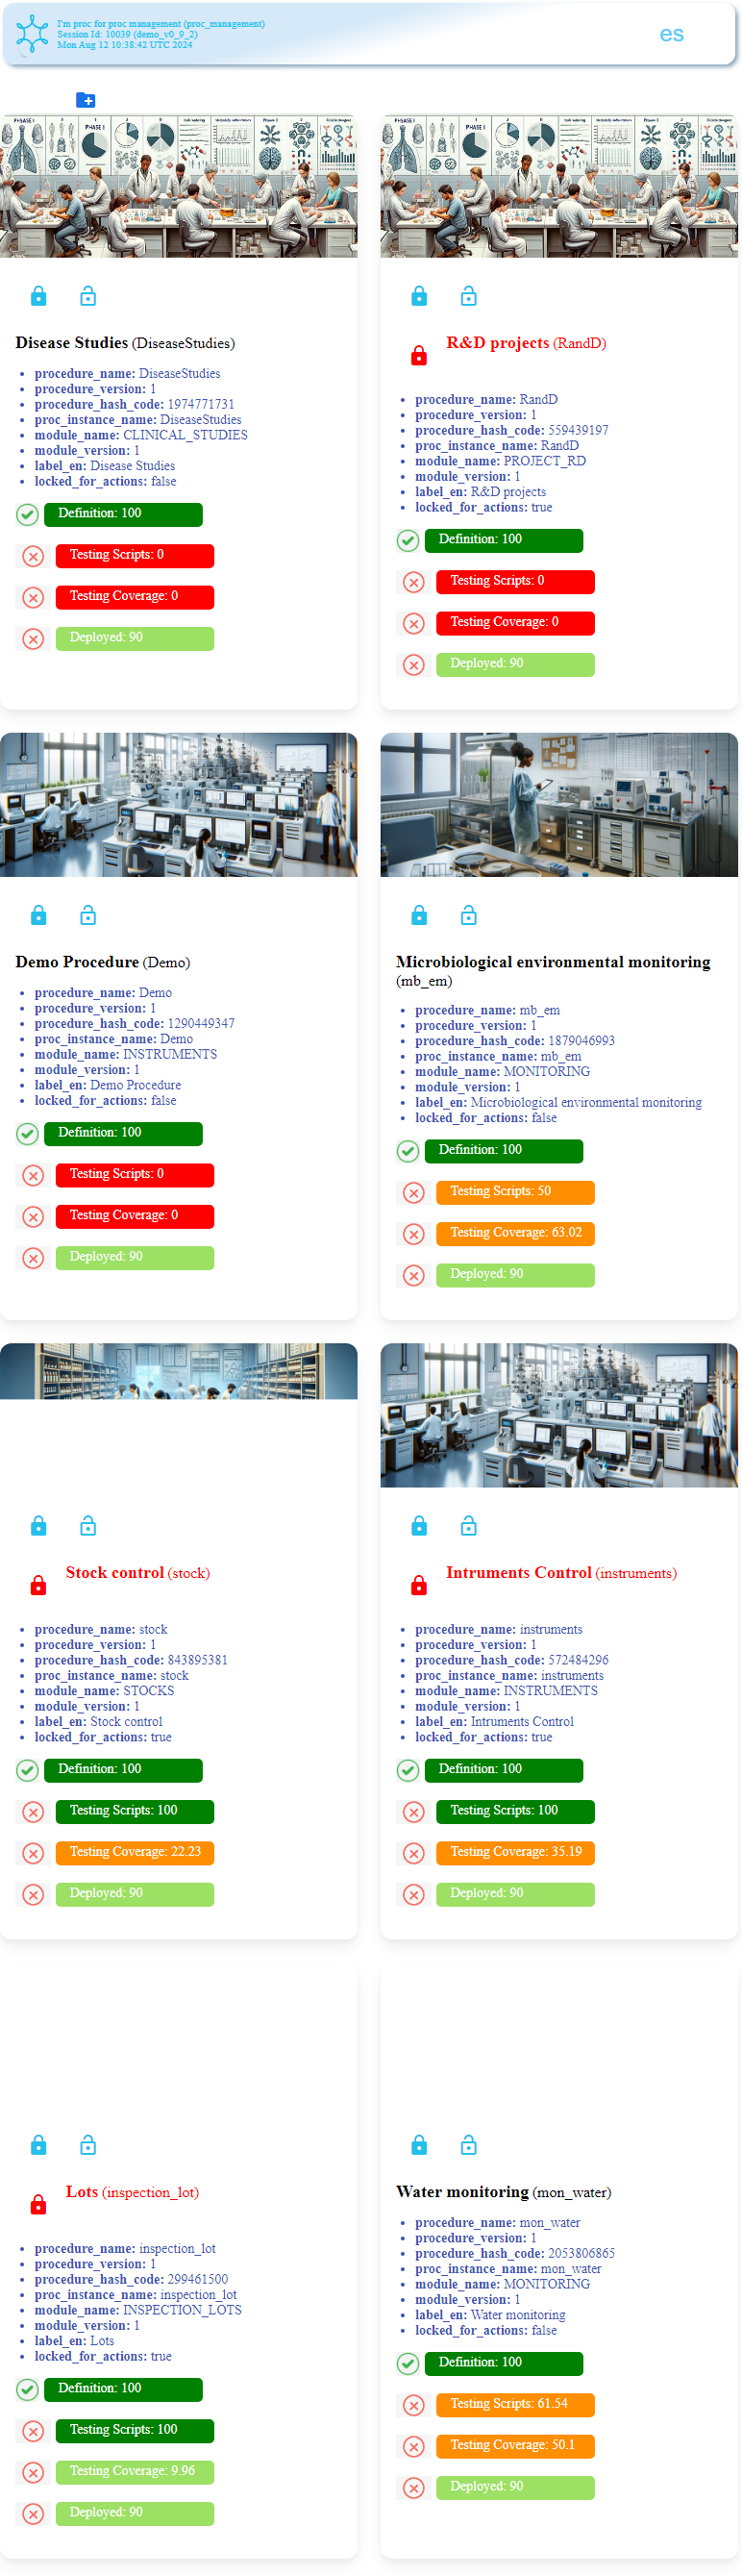 I'm proc for proc management (proc_management)
Session Id: 10039 (demo_v0_9_2)
Mon Aug 12 10:38:42 UTC 2024
es
PHASE I
PHASE I
Disease Studies (DiseaseStudies)
procedure_name: DiseaseStudies
procedure_version: 1
procedure_hash_code: 1974771731
proc_instance_name: DiseaseStudies
module_name: CLINICAL_STUDIES
module_version: 1
label_en: Disease Studies
locked_for_actions: false
Definition: 100
Testing Scripts: 0
Testing Coverage: 0
Deployed: 90
R&D projects (RandD)
procedure_name: RandD
procedure_version: 1
procedure_hash_code: 559439197
proc_instance_name: RandD
module_name: PROJECT_RD
module_version: 1
label_en: R&D projects
locked_for_actions: true
Definition: 100
Testing Scripts: 0
Testing Coverage: 0
Deployed: 90
Demo Procedure (Demo)
procedure_name: Demo
procedure_version: 1
procedure_hash_code: 1290449347
proc_instance_name: Demo
module_name: INSTRUMENTS
module_version: 1
label_en: Demo Procedure
locked_for_actions: false
Definition: 100
Testing Scripts: 0
Testing Coverage: 0
Deployed: 90
Microbiological environmental monitoring
(mb_em)
procedure_name: mb_em
procedure_version: 1
procedure_hash_code: 1879046993
proc_instance_name: mb_em
module_name: MONITORING
module_version: 1
label_en: Microbiological environmental monitoring
locked_for_actions: false
Definition: 100
Testing Scripts: 50
Testing Coverage: 63.02
Deployed: 90
Stock control (stock)
procedure_name: stock
procedure_version: 1
procedure_hash_code: 843895381
proc_instance_name: stock
module_name: STOCKS
module_version: 1
label_en: Stock control
locked_for_actions: true
Definition: 100
Testing Scripts: 100
Testing Coverage: 22.23
Deployed: 90
Intruments Control (instruments)
procedure_name: instruments
procedure_version: 1
procedure_hash_code: 572484296
proc_instance_name: instruments
module_name: INSTRUMENTS
module_version: 1
label_en: Intruments Control
locked_for_actions: true
Definition: 100
Testing Scripts: 100
Testing Coverage: 35.19
Deployed: 90
Lots (inspection_lot)
procedure_name: inspection_lot
procedure_version: 1
procedure_hash_code: 299461500
proc_instance_name: inspection_lot
module_name: INSPECTION_LOTS
module_version: 1
label_en: Lots
locked_for_actions: true
Definition: 100
Testing Scripts: 100
Testing Coverage: 9.96
Deployed: 90
Water monitoring (mon_water)
procedure_name: mon_water
procedure_version: 1
procedure_hash_code: 2053806865
proc_instance_name: mon_water
module_name: MONITORING
module_version: 1
label_en: Water monitoring
locked_for_actions: false
Definition: 100
Testing Scripts: 61.54
Testing Coverage: 50.1
Deployed: 90